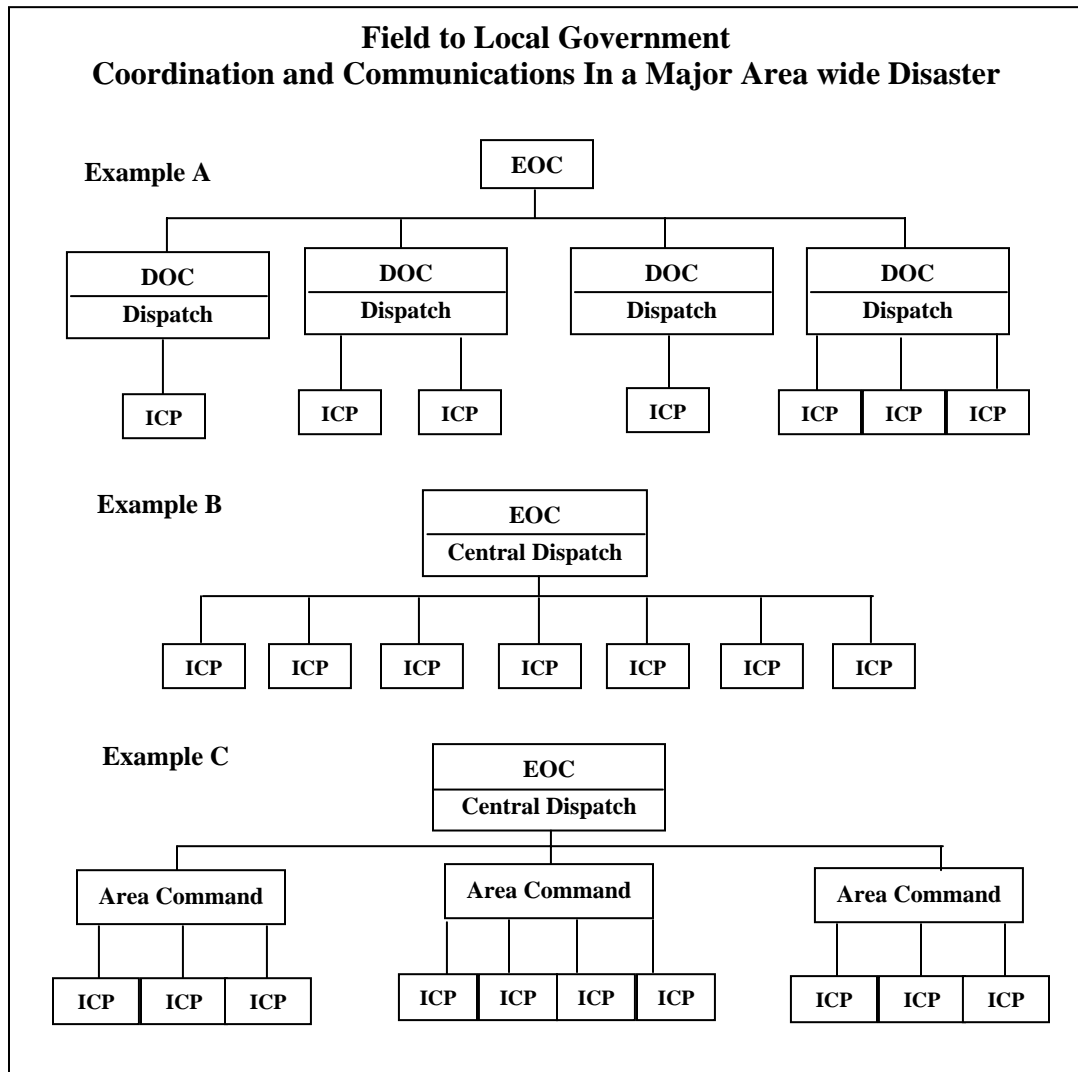 Field to Local Government
Coordination and Communications In a Major Area wide Disaster
Example A
EOC
DOC
Dispatch
DOC
Dispatch
DOC
Dispatch
DOC
Dispatch
ICP
ICP
ICP
ICP
ICP
ICP
ICP
Example B
EOC
Central Dispatch
ICP
ICP
ICP
ICP
ICP
ICP
ICP
Example C
EOC
Central Dispatch
Area Command
Area Command
Area Command
ICP
ICP
ICP
ICP
ICP
ICP
ICP
ICP
ICP
ICP